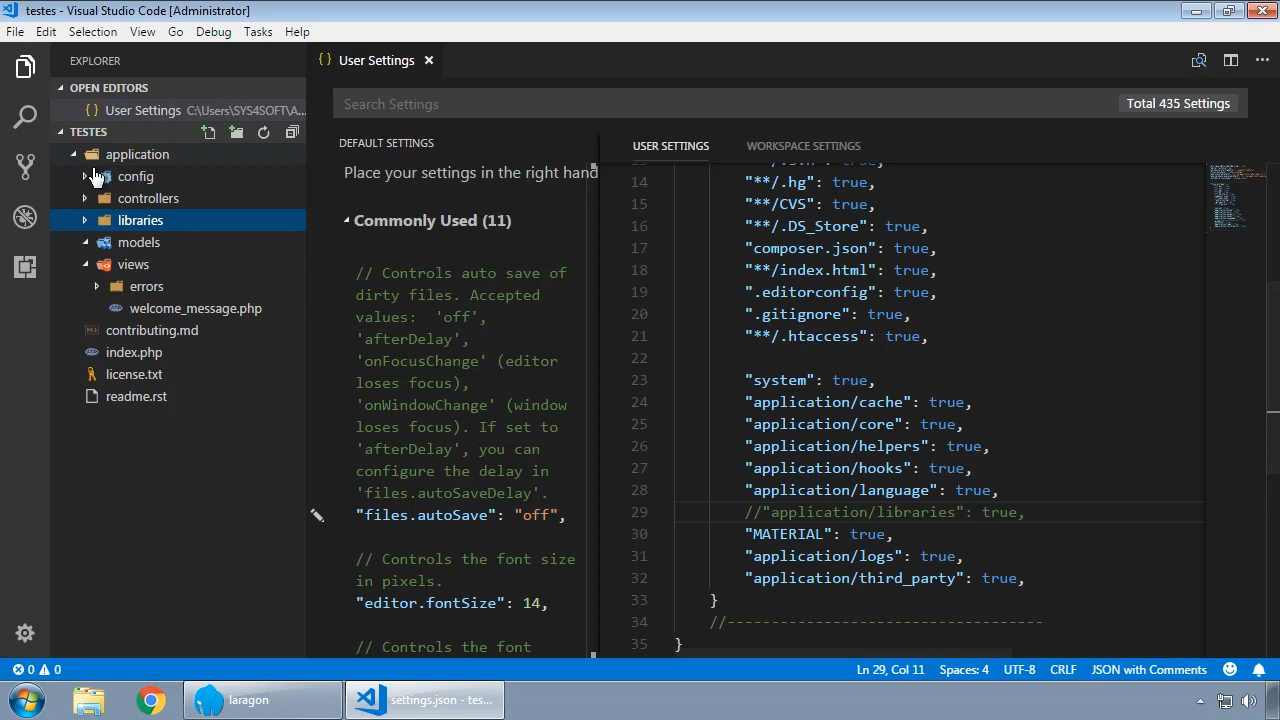 testes - Visual Studio Code [Administrator]
File Edit Selection View Go Debug Tasks Help
EXPLORER
OPEN EDITORS
User Settings C:\Users\SYS4SOFT\A...
TESTES
application
config
controllers
libraries
models
views
errors
welcome_message.php
contributing.md
index.php
license.txt
readme.rst
{ } User Settings ×
Search Settings
Total 435 Settings
DEFAULT SETTINGS
Place your settings in the right hand
Commonly Used (11)
// Controls auto save of
dirty files. Accepted
values: 'off',
'afterDelay',
'onFocusChange' (editor
loses focus),
'onWindowChange' (window
loses focus). If set to
'afterDelay', you can
configure the delay in
'files.autoSaveDelay'.
"files.autoSave": "off",
// Controls the font size
in pixels.
"editor.fontSize": 14,
// Controls the font
USER SETTINGS WORKSPACE SETTINGS
14 "**/.hg": true,
15 "**/CVS": true,
16 "**/.DS_Store": true,
17 "composer.json": true,
18 "**/index.html": true,
19 ".editorconfig": true,
20 ".gitignore": true,
21 "**/.htaccess": true,
22
23 "system": true,
24 "application/cache": true,
25 "application/core": true,
26 "application/helpers": true,
27 "application/hooks": true,
28 "application/language": true,
29 //"application/libraries": true,
30 "MATERIAL": true,
31 "application/logs": true,
32 "application/third_party": true,
33 }
34 //-----------------------------------
35 }
0 0
Ln 29, Col 11 Spaces: 4 UTF-8 CRLF JSON with Comments
laragon
settings.json - tes...